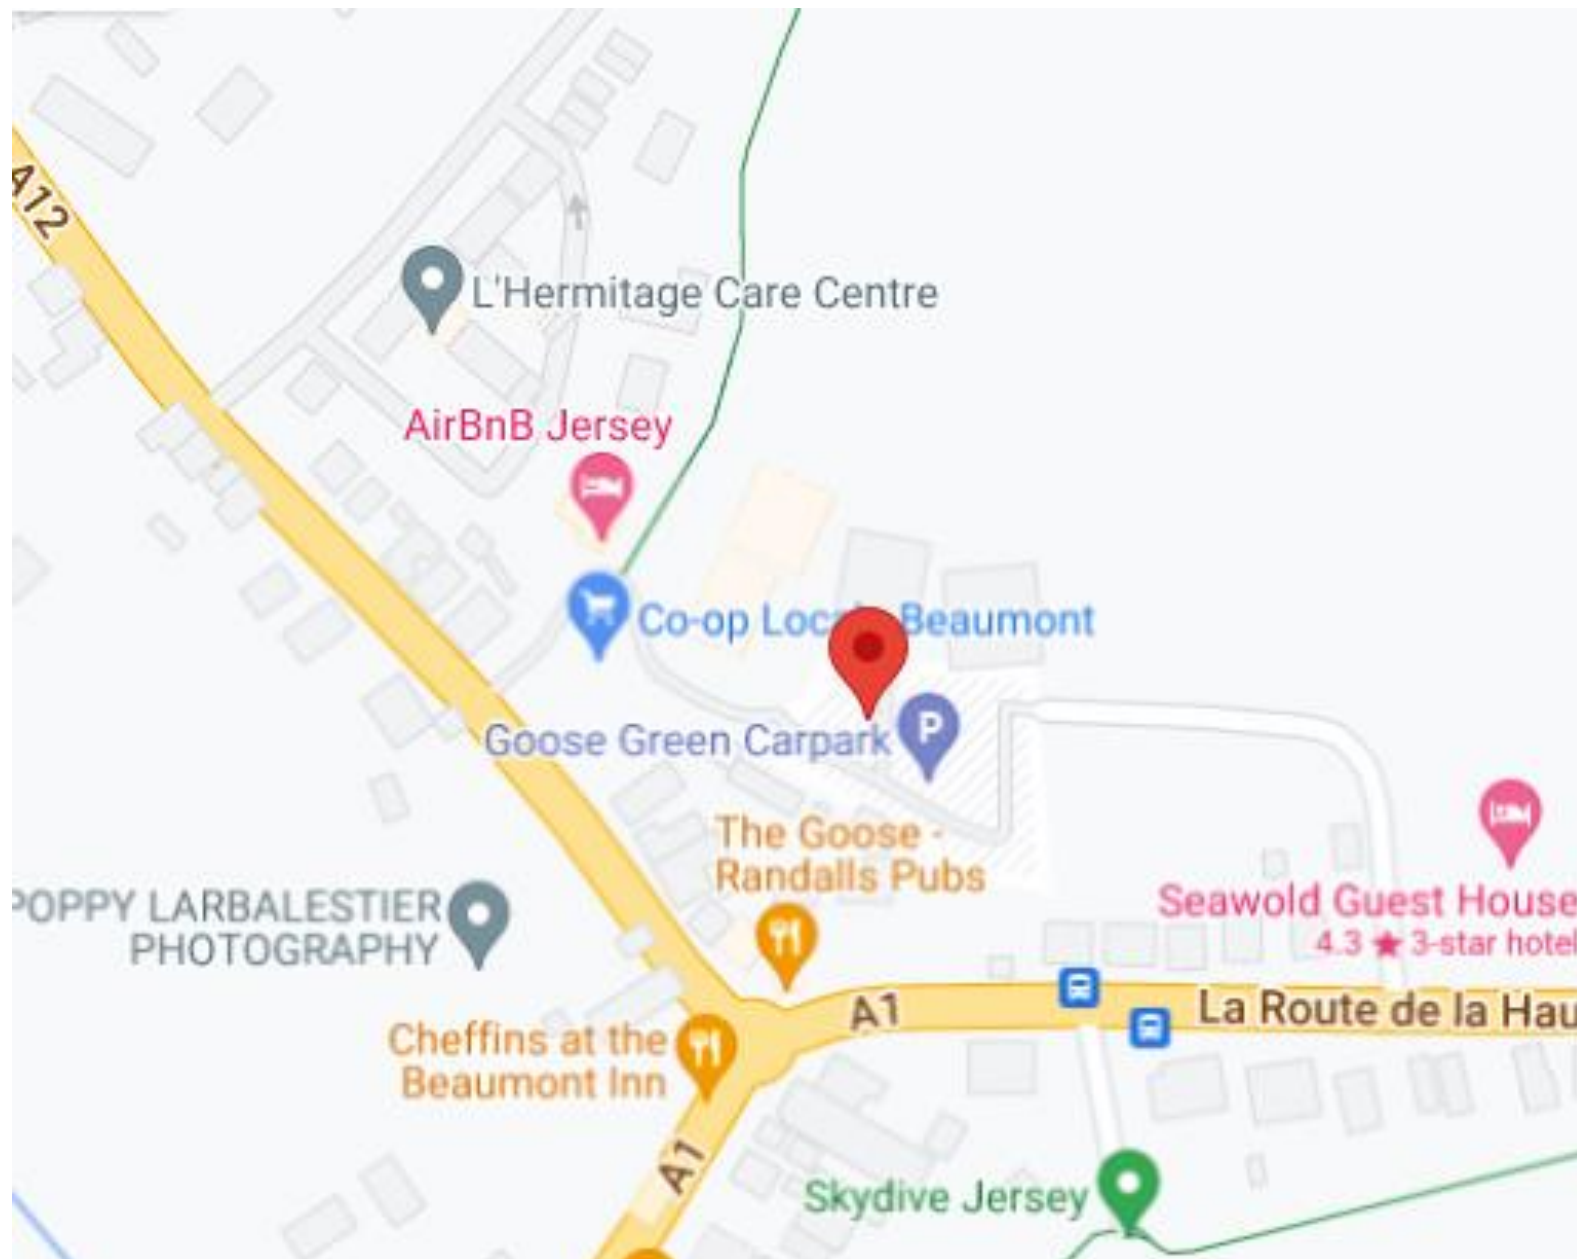 A12
L'Hermitage Care Centre
AirBnB Jersey
Co-op Beaumont
P
Goose Green Carpark
The Goose -
Randalls Pubs
POPPY LARBALESTIER
PHOTOGRAPHY
Seawold Guest House
4.3 ★ 3-star hotel
A1
La Route de la Hau
Cheffins at the
Beaumont Inn
A1
Skydive Jersey